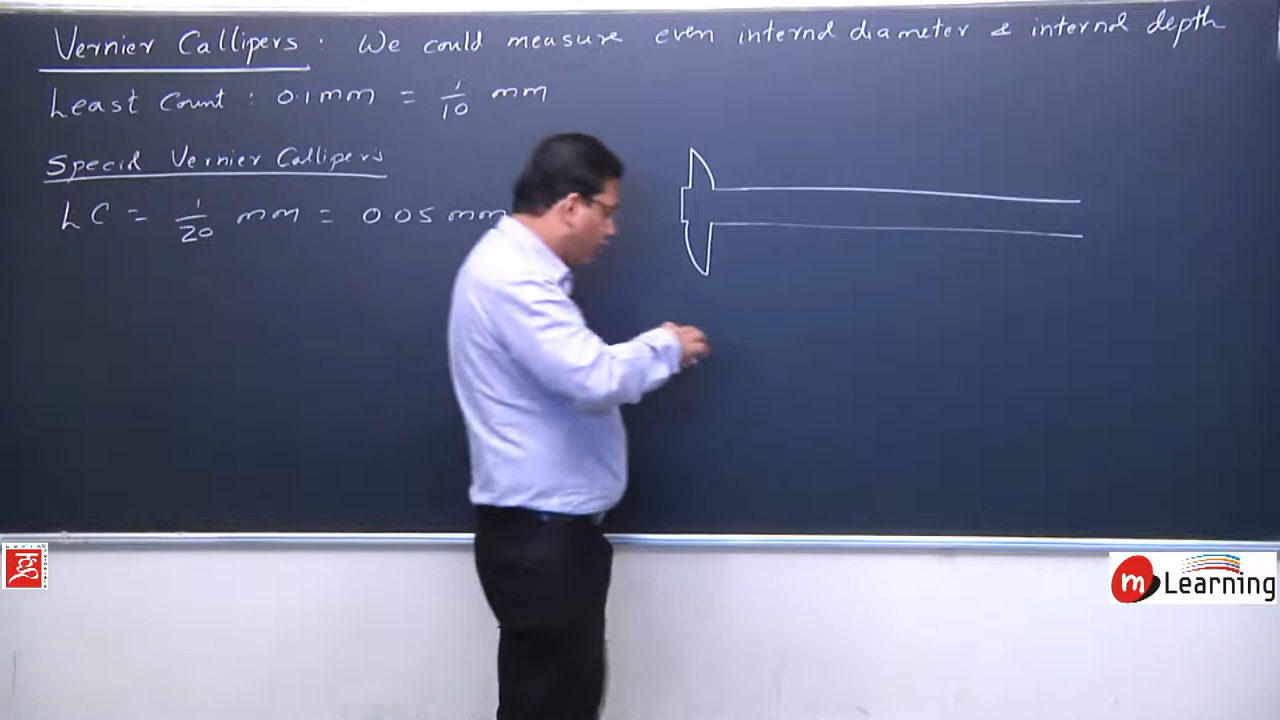 Vernier Callipers : We could measure even internal diameter & internal depth
Least Count : 0.1mm = 1/10 mm
Special Vernier Callipers
LC = 1/20 mm = 0.05 mm
m Learning